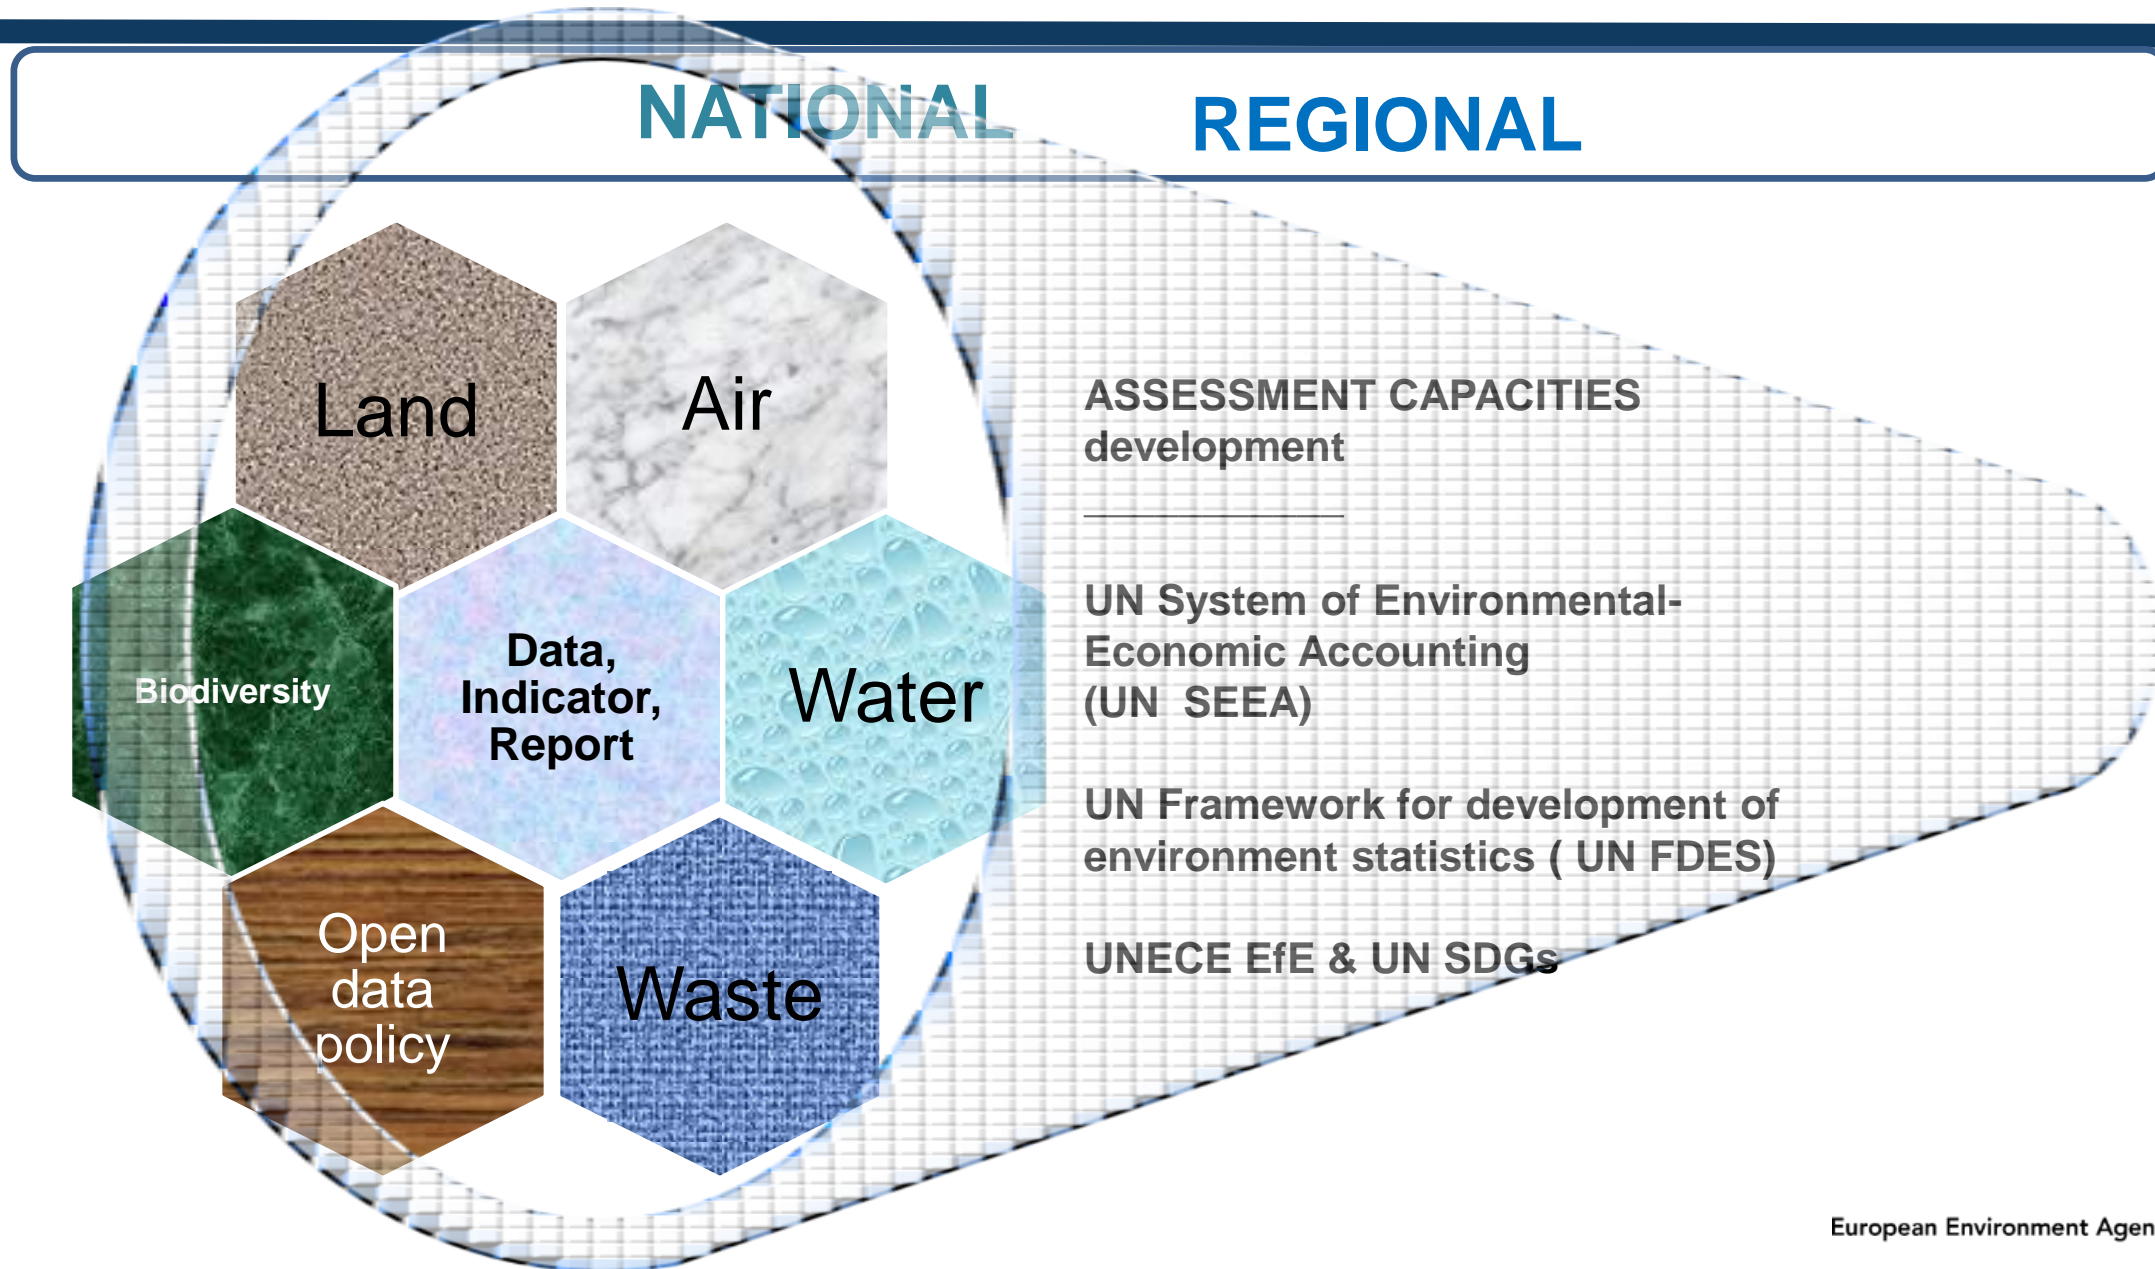 NATIONAL
REGIONAL
Land
Air
Biodiversity
Data,
Indicator,
Report
Water
Open
data
policy
Waste
ASSESSMENT CAPACITIES
development
UN System of Environmental-
Economic Accounting
(UN SEEA)
UN Framework for development of
environment statistics ( UN FDES)
UNECE EfE & UN SDGs
European Environment Agen